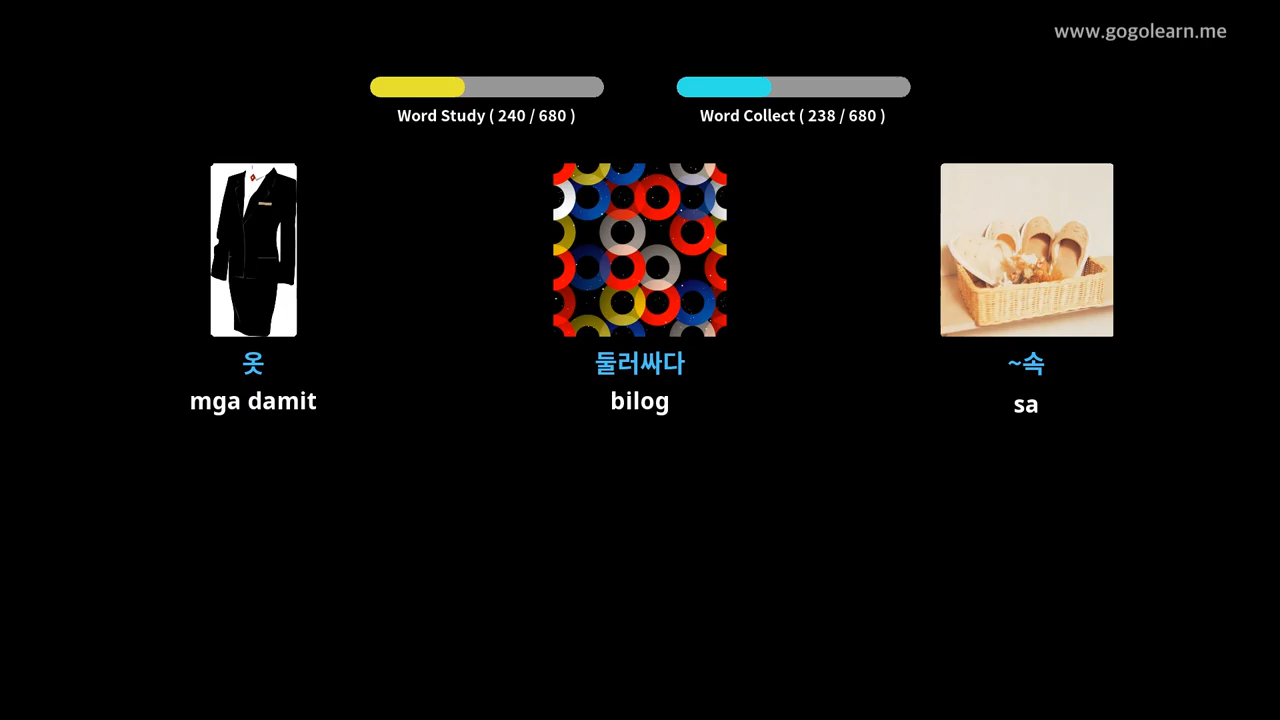 www.gogolearn.me
Word Study ( 240 / 680 )
Word Collect ( 238 / 680 )
옷
둘러싸다
~속
mga damit
bilog
sa